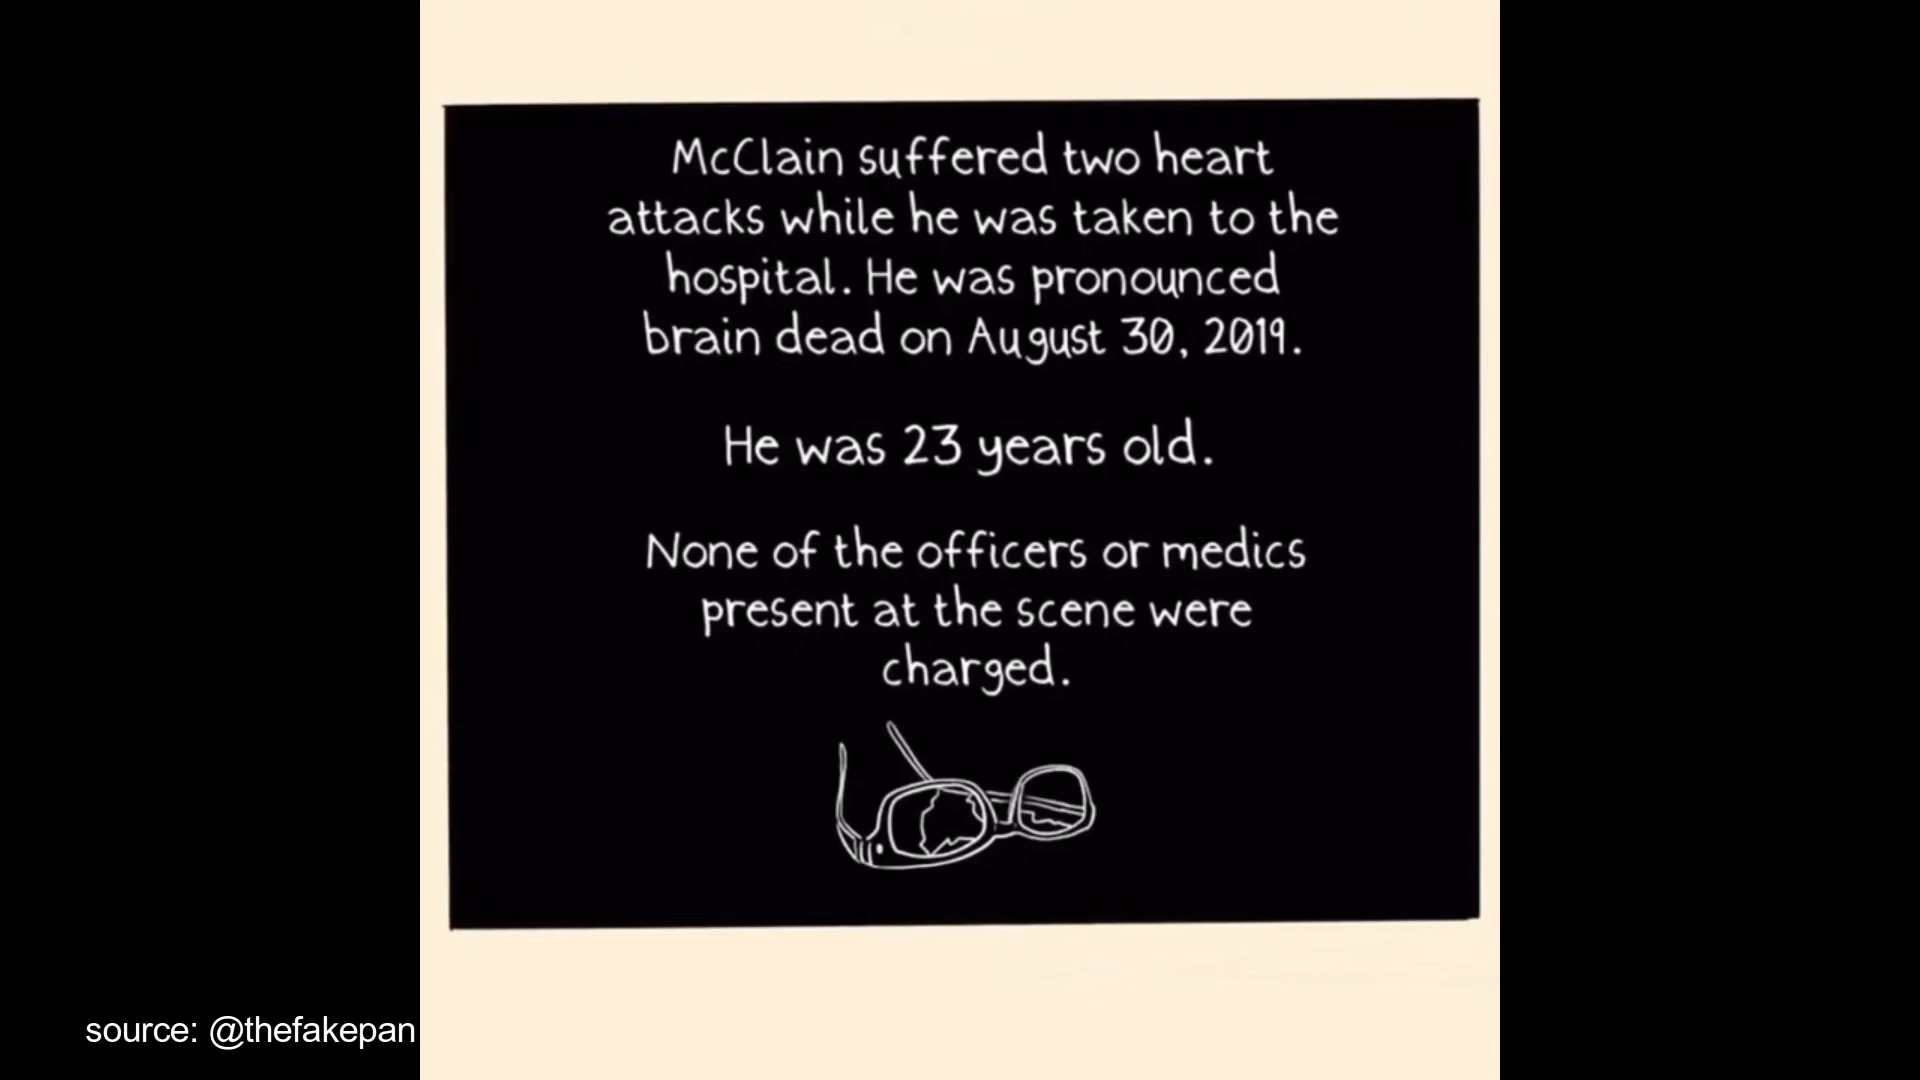 McClain suffered two heart
attacks while he was taken to the
hospital. He was pronounced
brain dead on August 30, 2019.
He was 23 years old.
None of the officers or medics
present at the scene were
charged.
source: @thefakepan